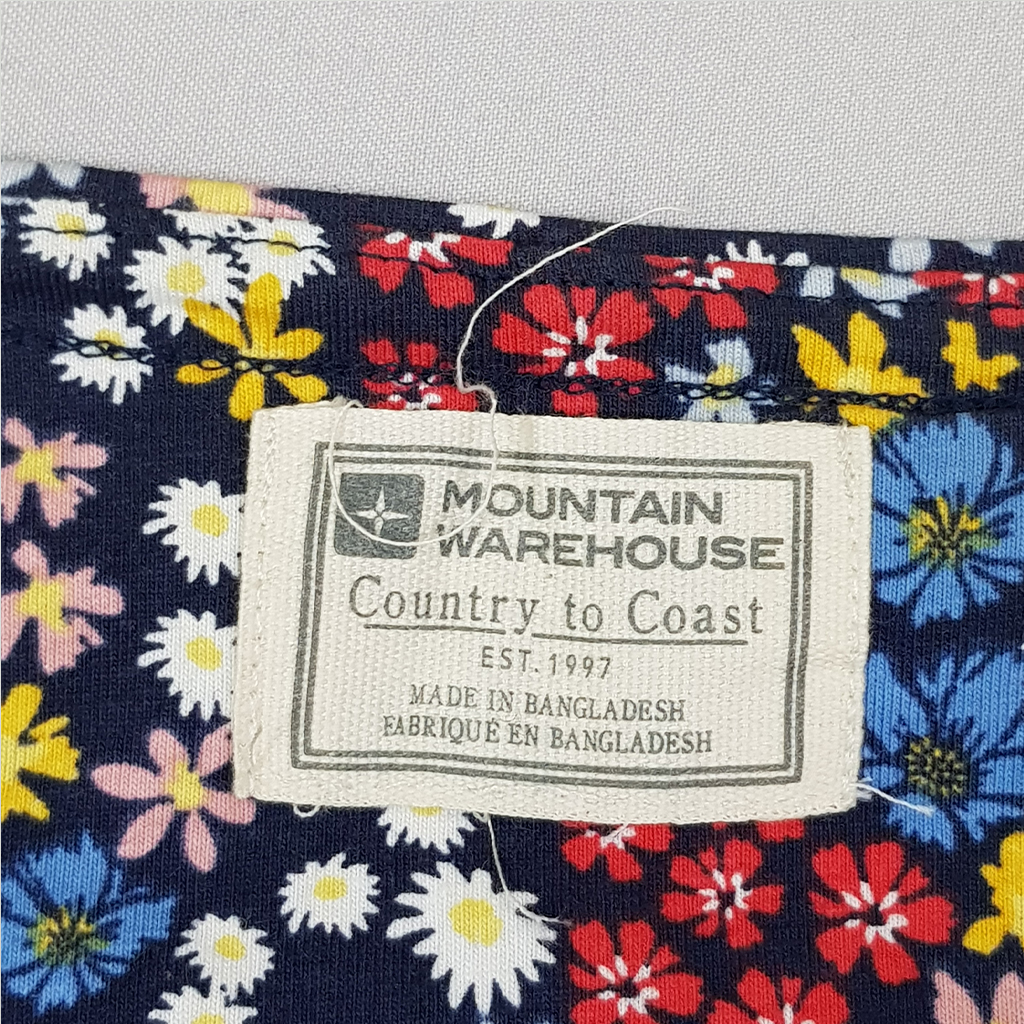 MOUNTAIN
WAREHOUSE
Country to Coast
EST. 1997
MADE IN BANGLADESH
FABRIQUÉ EN BANGLADESH